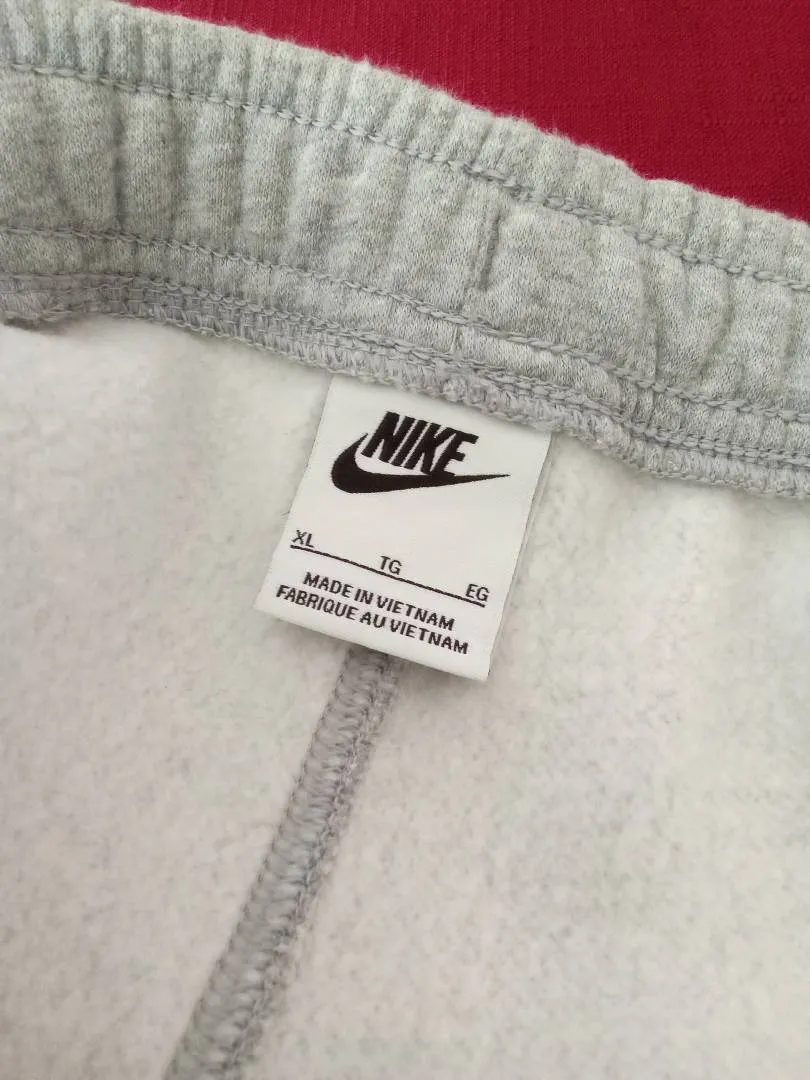 NIKE
XL TG EG
MADE IN VIETNAM
FABRIQUE AU VIETNAM